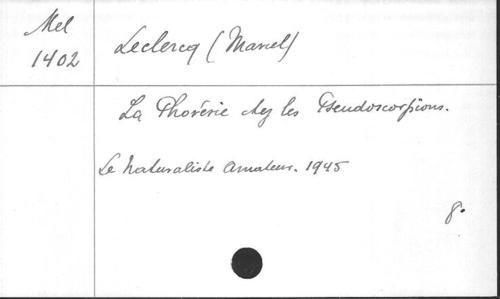 Mel
1402
Leclercq (Marcel)
La Phorésie chez les Pseudoscorpions.
Le Naturaliste Amateur. 1945
8°